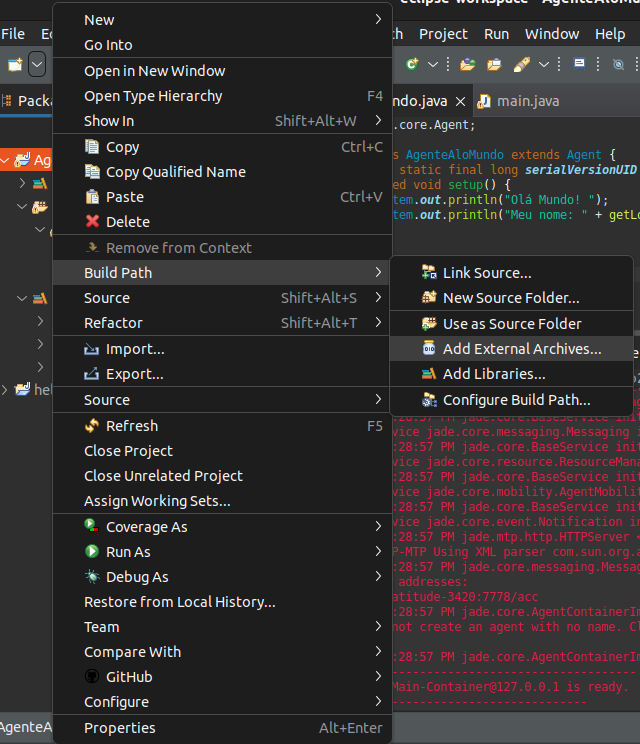 eclipse-workspace - AgenteAloMu
File
Ed
ch
Project
Run
Window
Help
Packa
ndo.java
main.java
New
Go Into
Open in New Window
Open Type Hierarchy F4
Show In Shift+Alt+W
Copy Ctrl+C
Copy Qualified Name
Paste Ctrl+V
Delete
Remove from Context
Build Path
Source Shift+Alt+S
Refactor Shift+Alt+T
Import...
Export...
Source
Refresh F5
Close Project
Close Unrelated Project
Assign Working Sets...
Coverage As
Run As
Debug As
Restore from Local History...
Team
Compare With
GitHub
Configure
Properties Alt+Enter
Link Source...
New Source Folder...
Use as Source Folder
Add External Archives...
Add Libraries...
Configure Build Path...
Ag
hel
.core.Agent;
s AgenteAloMundo extends Agent {
static final long serialVersionUID
ed void setup() {
tem.out.println("Olá Mundo! ");
tem.out.println("Meu nome: " + getLo
:28:57 PM jade.core.BaseService init
vice jade.core.messaging.Messaging i
:28:57 PM jade.core.BaseService init
vice jade.core.resource.ResourceMana
:28:57 PM jade.core.BaseService init
vice jade.core.mobility.AgentMobilit
:28:57 PM jade.core.BaseService init
vice jade.core.event.Notification in
:28:57 PM jade.mtp.http.HTTPServer <
P-MTP Using XML parser com.sun.org.a
:28:57 PM jade.core.messaging.Messag
addresses:
atitude-3420:7778/acc
:28:57 PM jade.core.AgentContainerIm
not create an agent with no name. Cl
:28:57 PM jade.core.AgentContainerIm
------------------------------------
Main-Container@127.0.0.1 is ready.
----------------------------
AgenteA